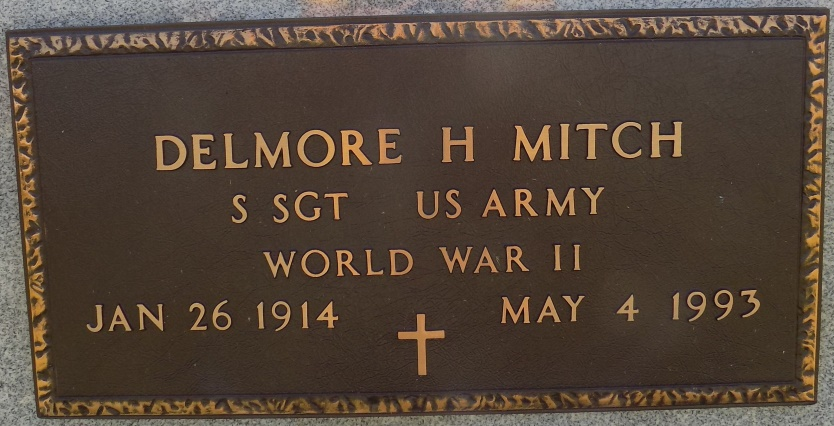 DELMORE H MITCH
S SGT US ARMY
WORLD WAR II
JAN 26 1914 MAY 4 1993